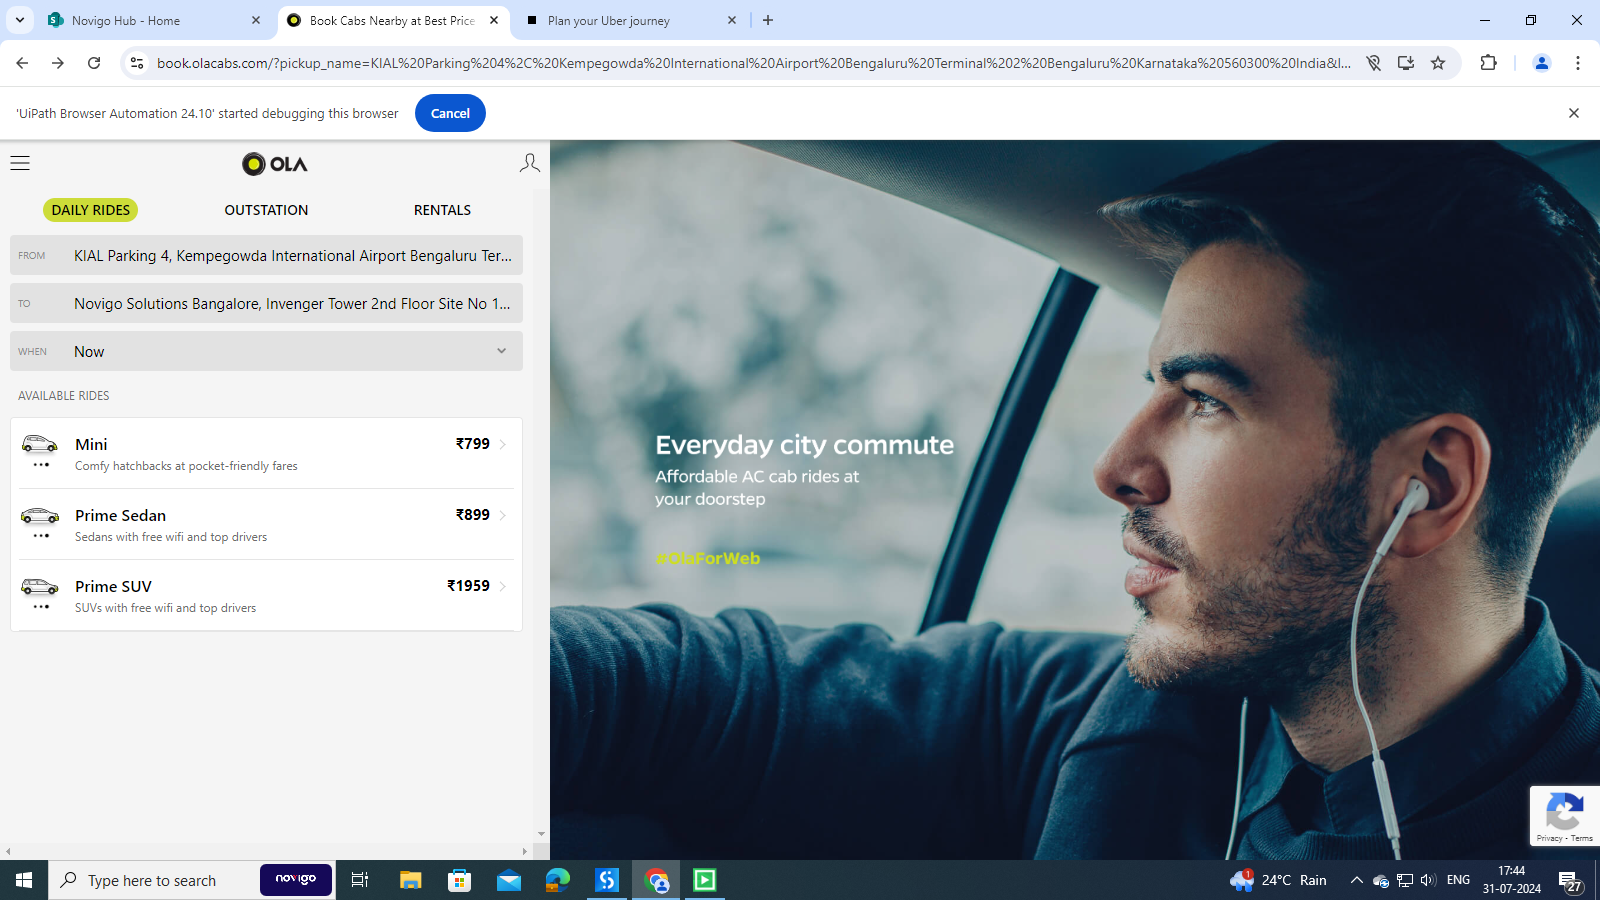 Novigo Hub - Home
Book Cabs Nearby at Best Price
Plan your Uber journey
book.olacabs.com/?pickup_name=KIAL%20Parking%204%2C%20Kempegowda%20International%20Airport%20Bengaluru%20Terminal%202%20Bengaluru%20Karnataka%20560300%20India&l...
'UiPath Browser Automation 24.10' started debugging this browser
Cancel
OLA
DAILY RIDES
OUTSTATION
RENTALS
FROM
KIAL Parking 4, Kempegowda International Airport Bengaluru Ter...
TO
Novigo Solutions Bangalore, Invenger Tower 2nd Floor Site No 1...
WHEN
Now
AVAILABLE RIDES
Mini
₹799
Comfy hatchbacks at pocket-friendly fares
Prime Sedan
₹899
Sedans with free wifi and top drivers
Prime SUV
₹1959
SUVs with free wifi and top drivers
Everyday city commute
Affordable AC cab rides at
your doorstep
#OlaForWeb
Privacy - Terms
Type here to search
novigo
1
24°C Rain
ENG
17:44
31-07-2024
27